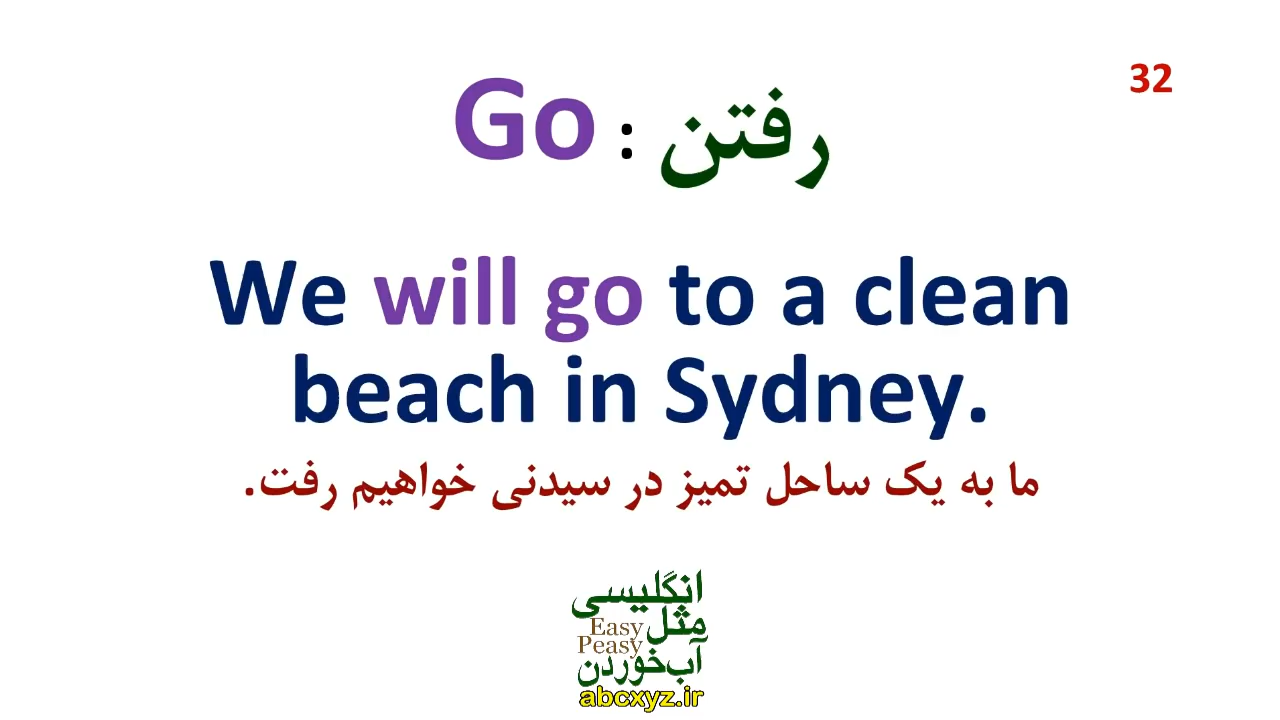 32
Go : رفتن
We will go to a clean
beach in Sydney.
ما به یک ساحل تمیز در سیدنی خواهیم رفت.
انگلیسی
مثل Easy
Peasy
آب‌خوردن
abcxyz.ir